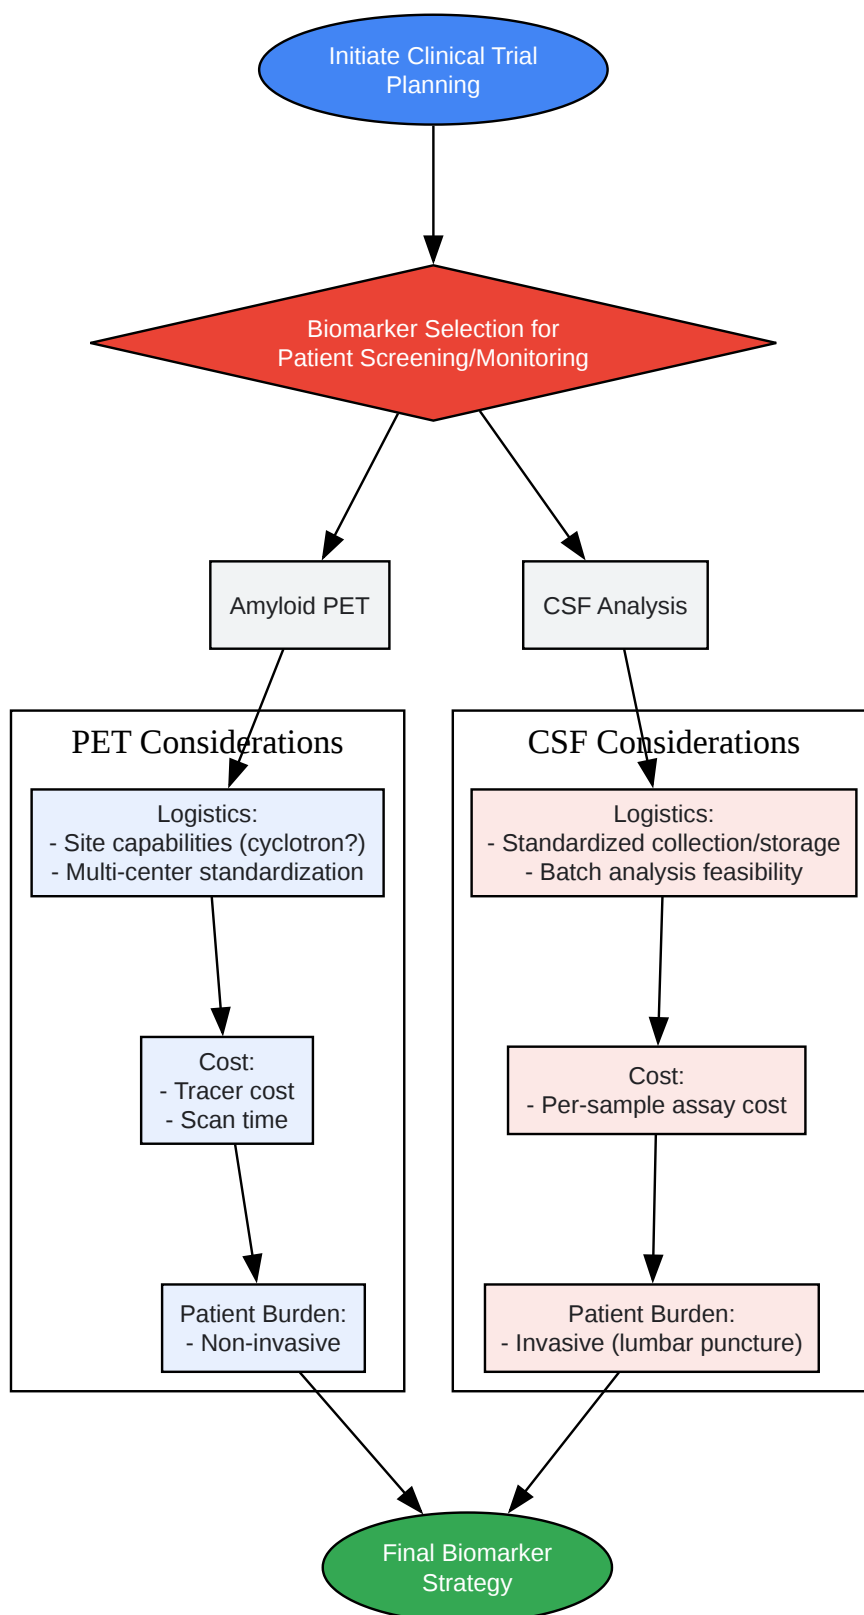 Initiate Clinical Trial
Planning
Biomarker Selection for
Patient Screening/Monitoring
Amyloid PET
CSF Analysis
PET Considerations
Logistics:
- Site capabilities (cyclotron?)
- Multi-center standardization
Cost:
- Tracer cost
- Scan time
Patient Burden:
- Non-invasive
CSF Considerations
Logistics:
- Standardized collection/storage
- Batch analysis feasibility
Cost:
- Per-sample assay cost
Patient Burden:
- Invasive (lumbar puncture)
Final Biomarker
Strategy